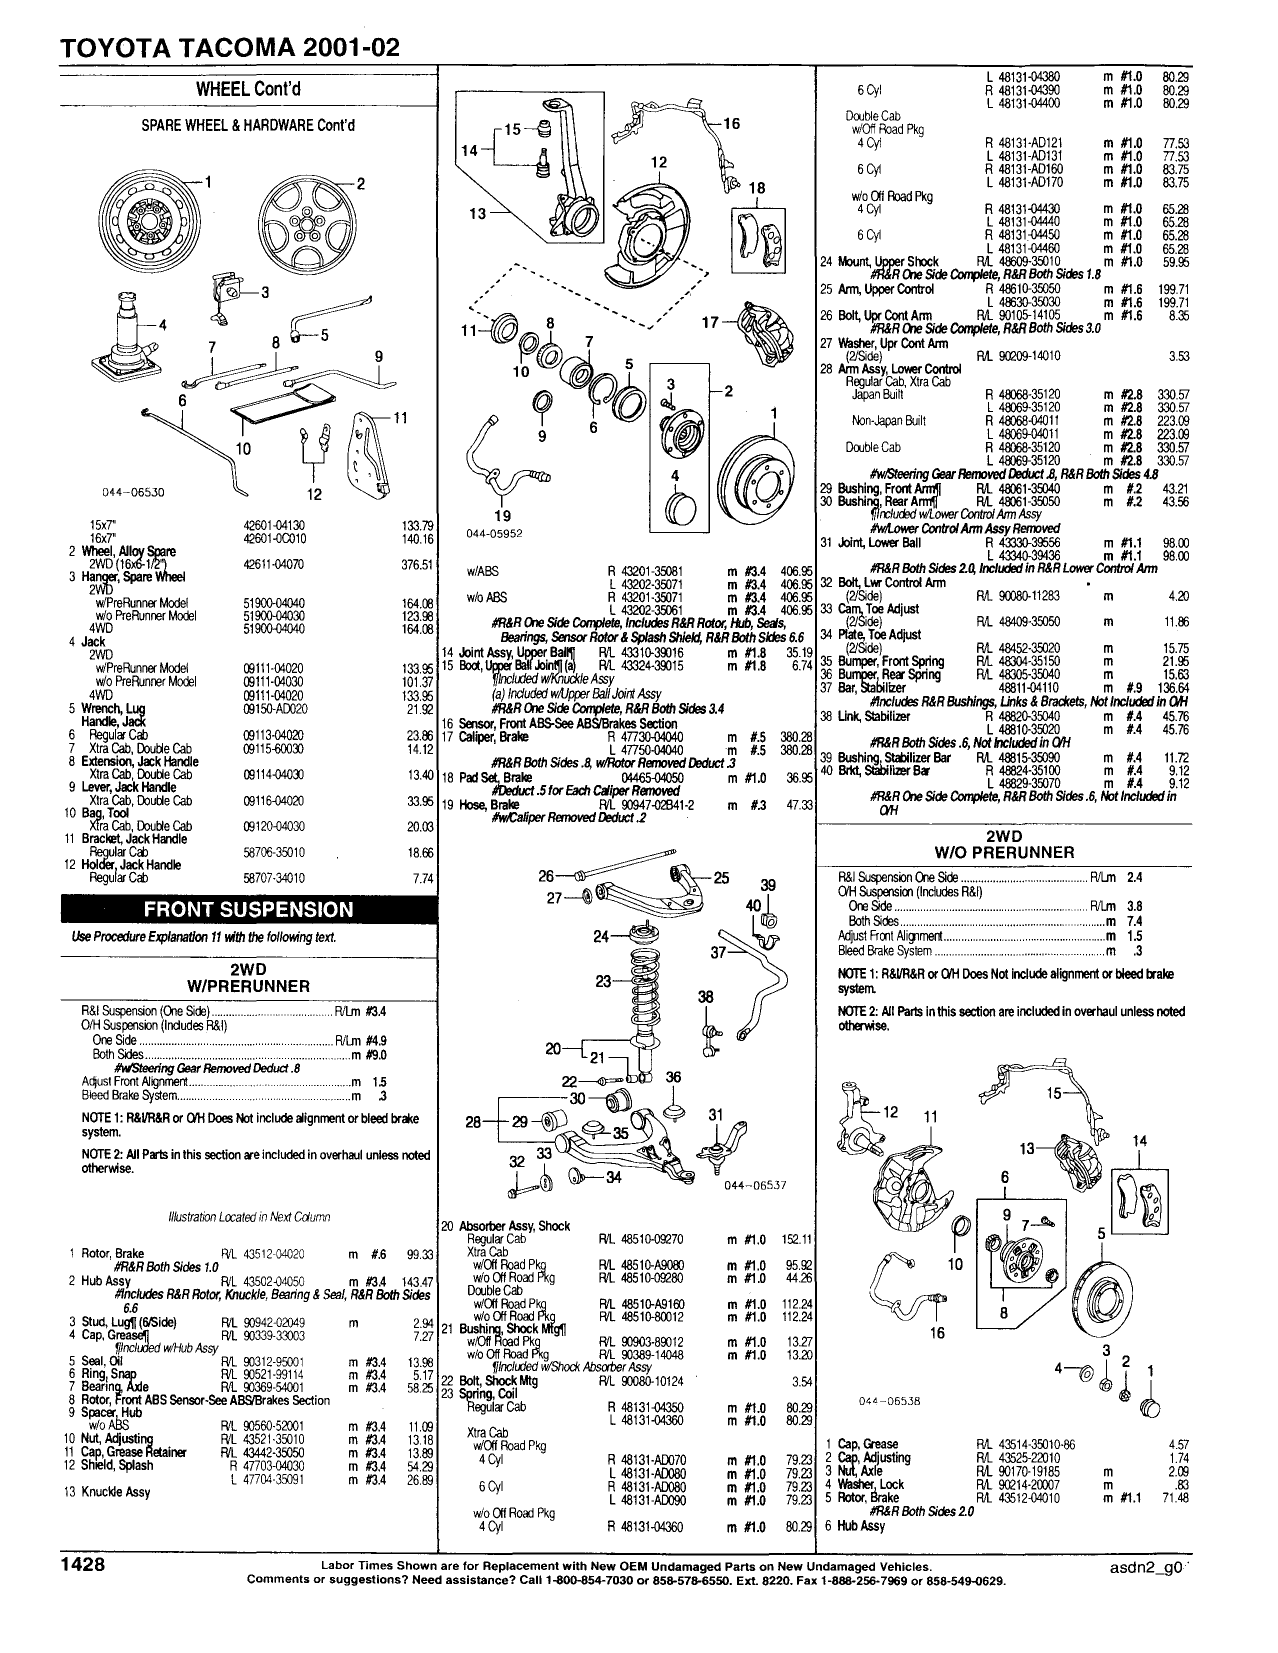 TOYOTA TACOMA 2001-02
WHEEL Cont'd
SPARE WHEEL & HARDWARE Cont'd
1
2
3
4
5
7
8
9
6
10
11
12
044-06530
15x7" 42601-04130 133.79
16x7" 42601-0C010 140.16
2 Wheel, Alloy Spare
2WD (16x6-1/2") 42611-04070 376.51
3 Hanger, Spare Wheel
2WD
w/PreRunner Model 51900-04040 164.08
w/o PreRunner Model 51900-04030 123.98
4WD 51900-04040 164.08
4 Jack
2WD
w/PreRunner Model 09111-04020 133.95
w/o PreRunner Model 09111-04030 101.37
4WD 09111-04020 133.95
5 Wrench, Lug 09150-AD020 21.92
Handle, Jack
6 Regular Cab 09113-04020 23.86
7 Xtra Cab, Double Cab 09115-60030 14.12
8 Extension, Jack Handle
Xtra Cab, Double Cab 09114-04030 13.40
9 Lever, Jack Handle
Xtra Cab, Double Cab 09116-04020 33.95
10 Bag, Tool
Xtra Cab, Double Cab 09120-04030 20.03
11 Bracket, Jack Handle
Regular Cab 58706-35010 18.66
12 Holder, Jack Handle
Regular Cab 58707-34010 7.74
FRONT SUSPENSION
Use Procedure Explanation 11 with the following text.
2WD
W/PRERUNNER
R&I Suspension (One Side) R/Lm #3.4
O/H Suspension (Includes R&I)
One Side R/Lm #4.9
Both Sides m #9.0
#w/Steering Gear Removed Deduct .8
Adjust Front Alignment m 1.5
Bleed Brake System m .3
NOTE 1: R&I/R&R or O/H Does Not include alignment or bleed brake
system.
NOTE 2: All Parts in this section are included in overhaul unless noted
otherwise.
Illustration Located in Next Column
1 Rotor, Brake R/L 43512-04020 m #.6 99.33
#R&R Both Sides 1.0
2 Hub Assy R/L 43502-04050 m #3.4 143.47
#Includes R&R Rotor, Knuckle, Bearing & Seal, R&R Both Sides
6.6
3 Stud, Lug¶ (6/Side) R/L 90942-02049 m 2.94
4 Cap, Grease¶ R/L 90339-33003 7.27
¶Included w/Hub Assy
5 Seal, Oil R/L 90312-95001 m #3.4 13.98
6 Ring, Snap R/L 90521-99114 m #3.4 5.17
7 Bearing, Axle R/L 90369-54001 m #3.4 58.25
8 Rotor, Front ABS Sensor-See ABS/Brakes Section
9 Spacer, Hub
w/o ABS R/L 90560-52001 m #3.4 11.09
10 Nut, Adjusting R/L 43521-35010 m #3.4 13.18
11 Cap, Grease Retainer R/L 43442-35050 m #3.4 13.89
12 Shield, Splash R 47703-04030 m #3.4 54.29
L 47704-35091 m #3.4 26.89
13 Knuckle Assy
15
14
13
16
12
18
11
10
8
7
5
17
3
2
1
9
6
4
19
044-05952
w/ABS R 43201-35081 m #3.4 406.95
L 43202-35071 m #3.4 406.95
w/o ABS R 43201-35071 m #3.4 406.95
L 43202-35061 m #3.4 406.95
#R&R One Side Complete, Includes R&R Rotor, Hub, Seals,
Bearings, Sensor Rotor & Splash Shield, R&R Both Sides 6.6
14 Joint Assy, Upper Ball¶ R/L 43310-39016 m #1.8 35.19
15 Boot, Upper Ball Joint¶ (a) R/L 43324-39015 m #1.8 6.74
¶Included w/Knuckle Assy
(a) Included w/Upper Ball Joint Assy
#R&R One Side Complete, R&R Both Sides 3.4
16 Sensor, Front ABS-See ABS/Brakes Section
17 Caliper, Brake R 47730-04040 m #.5 380.28
L 47750-04040 m #.5 380.28
#R&R Both Sides .8, w/Rotor Removed Deduct .3
18 Pad Set, Brake 04465-04050 m #1.0 36.95
#Deduct .5 for Each Caliper Removed
19 Hose, Brake R/L 90947-02B41-2 m #.3 47.33
#w/Caliper Removed Deduct .2
26
25
27
39
40
24
37
23
38
20
21
22
36
30
28
29
35
31
33
32
34
044-06537
20 Absorber Assy, Shock
Regular Cab R/L 48510-09270 m #1.0 152.11
Xtra Cab
w/Off Road Pkg R/L 48510-A9080 m #1.0 95.92
w/o Off Road Pkg R/L 48510-09280 m #1.0 44.26
Double Cab
w/Off Road Pkg R/L 48510-A9160 m #1.0 112.24
w/o Off Road Pkg R/L 48510-80012 m #1.0 112.24
21 Bushing, Shock Mtg¶
w/Off Road Pkg R/L 90903-89012 m #1.0 13.27
w/o Off Road Pkg R/L 90389-14048 m #1.0 13.20
¶Included w/Shock Absorber Assy
22 Bolt, Shock Mtg R/L 90080-10124 3.54
23 Spring, Coil
Regular Cab R 48131-04350 m #1.0 80.29
L 48131-04360 m #1.0 80.29
Xtra Cab
w/Off Road Pkg
4 Cyl R 48131-AD070 m #1.0 79.23
L 48131-AD080 m #1.0 79.23
6 Cyl R 48131-AD080 m #1.0 79.23
L 48131-AD090 m #1.0 79.23
w/o Off Road Pkg
4 Cyl R 48131-04360 m #1.0 80.29
L 48131-04380 m #1.0 80.29
6 Cyl R 48131-04390 m #1.0 80.29
L 48131-04400 m #1.0 80.29
Double Cab
w/Off Road Pkg
4 Cyl R 48131-AD121 m #1.0 77.53
L 48131-AD131 m #1.0 77.53
6 Cyl R 48131-AD160 m #1.0 83.75
L 48131-AD170 m #1.0 83.75
w/o Off Road Pkg
4 Cyl R 48131-04430 m #1.0 65.28
L 48131-04440 m #1.0 65.28
6 Cyl R 48131-04450 m #1.0 65.28
L 48131-04460 m #1.0 65.28
24 Mount, Upper Shock R/L 48609-35010 m #1.0 59.95
#R&R One Side Complete, R&R Both Sides 1.8
25 Arm, Upper Control R 48610-35050 m #1.6 199.71
L 48630-35030 m #1.6 199.71
26 Bolt, Upr Cont Arm R/L 90105-14105 m #1.6 8.35
#R&R One Side Complete, R&R Both Sides 3.0
27 Washer, Upr Cont Arm
(2/Side) R/L 90209-14010 3.53
28 Arm Assy, Lower Control
Regular Cab, Xtra Cab
Japan Built R 48068-35120 m #2.8 330.57
L 48069-35120 m #2.8 330.57
Non-Japan Built R 48068-04011 m #2.8 223.09
L 48069-04011 m #2.8 223.09
Double Cab R 48068-35120 m #2.8 330.57
L 48069-35120 m #2.8 330.57
#w/Steering Gear Removed Deduct .8, R&R Both Sides 4.8
29 Bushing, Front Arm¶ R/L 48061-35040 m #.2 43.21
30 Bushing, Rear Arm¶ R/L 48061-35050 m #.2 43.56
¶Included w/Lower Control Arm Assy
#w/Lower Control Arm Assy Removed
31 Joint, Lower Ball R 43330-39556 m #1.1 98.00
L 43340-39436 m #1.1 98.00
#R&R Both Sides 2.0, Included in R&R Lower Control Arm
32 Bolt, Lwr Control Arm
(2/Side) R/L 90080-11283 m 4.20
33 Cam, Toe Adjust
(2/Side) R/L 48409-35050 m 11.86
34 Plate, Toe Adjust
(2/Side) R/L 48452-35020 m 15.75
35 Bumper, Front Spring R/L 48304-35150 m 21.95
36 Bumper, Rear Spring R/L 48305-35040 m 15.63
37 Bar, Stabilizer 48811-04110 m #.9 136.64
#Includes R&R Bushings, Links & Brackets, Not Included in O/H
38 Link, Stabilizer R 48820-35040 m #.4 45.76
L 48810-35020 m #.4 45.76
#R&R Both Sides .6, Not Included in O/H
39 Bushing, Stabilizer Bar R/L 48815-35090 m #.4 11.72
40 Brkt, Stabilizer Bar R 48824-35100 m #.4 9.12
L 48829-35070 m #.4 9.12
#R&R One Side Complete, R&R Both Sides .6, Not Included in
O/H
2WD
W/O PRERUNNER
R&I Suspension One Side R/Lm 2.4
O/H Suspension (Includes R&I)
One Side R/Lm 3.8
Both Sides m 7.4
Adjust Front Alignment m 1.5
Bleed Brake System m .3
NOTE 1: R&I/R&R or O/H Does Not include alignment or bleed brake
system.
NOTE 2: All Parts in this section are included in overhaul unless noted
otherwise.
15
12
11
13
14
6
9
7
5
10
8
16
3
2
1
4
044-06538
1 Cap, Grease R/L 43514-35010-86 4.57
2 Cap, Adjusting R/L 43525-22010 1.74
3 Nut, Axle R/L 90170-19185 m 2.09
4 Washer, Lock R/L 90214-20007 m .83
5 Rotor, Brake R/L 43512-04010 m #1.1 71.48
#R&R Both Sides 2.0
6 Hub Assy
1428
Labor Times Shown are for Replacement with New OEM Undamaged Parts on New Undamaged Vehicles.
Comments or suggestions? Need assistance? Call 1-800-854-7030 or 858-578-6550. Ext. 8220. Fax 1-888-256-7969 or 858-549-0629.
asdn2_g0